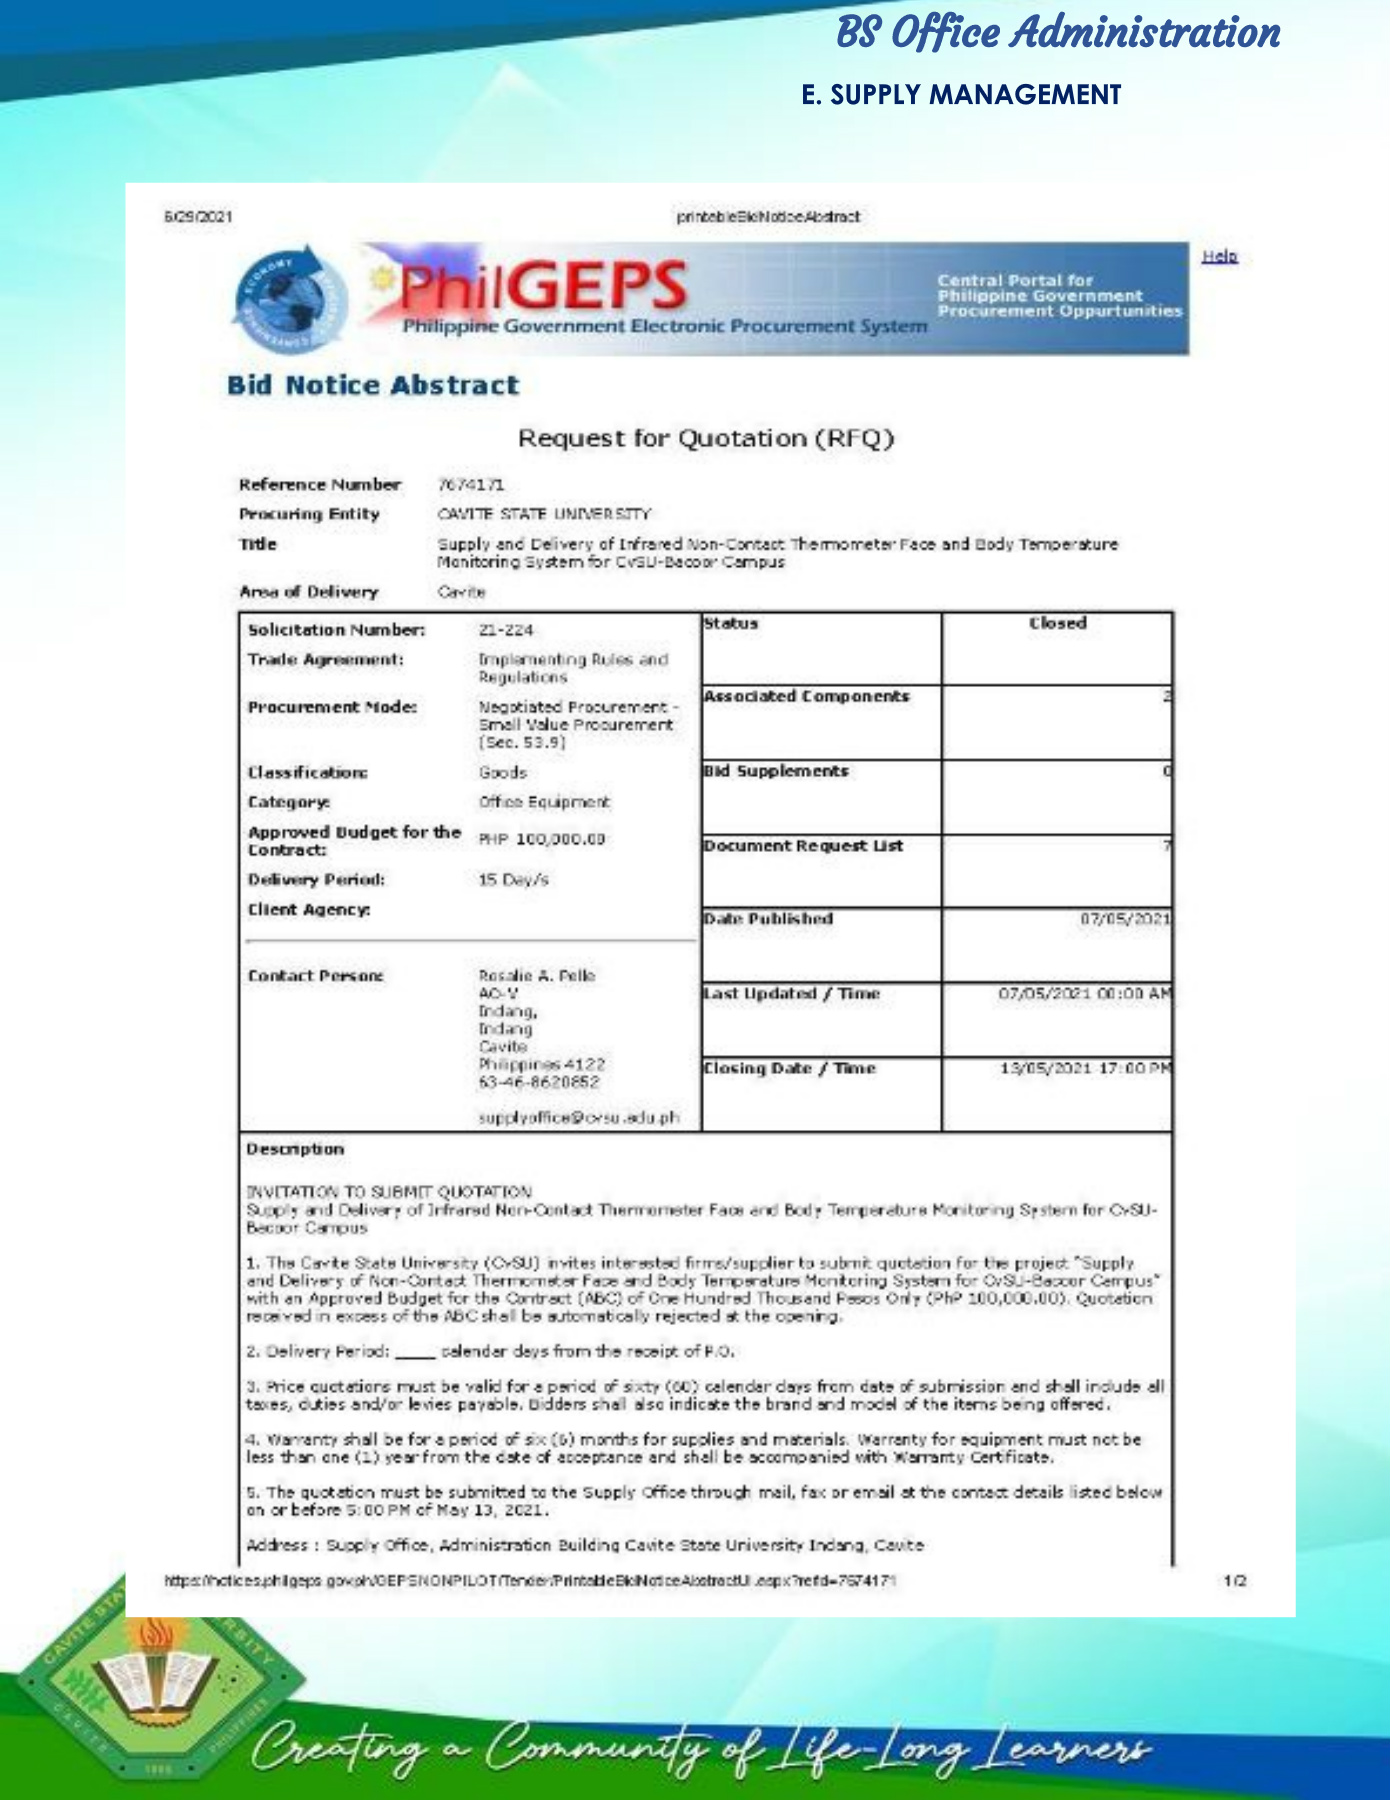 BS Office Administration
E. SUPPLY MANAGEMENT
6/29/2021
printableBidNoticeAbstract
Help
PhilGEPS
Philippine Government Electronic Procurement System
Central Portal for
Philippine Government
Procurement Oppurtunities
Bid Notice Abstract
Request for Quotation (RFQ)
Reference Number 7674171
Procuring Entity CAVITE STATE UNIVERSITY
Title Supply and Delivery of Infrared Non-Contact Thermometer Face and Body Temperature
Monitoring System for CvSU-Bacoor Campus
Area of Delivery Cavite
Solicitation Number: 21-224
Trade Agreement: Implementing Rules and
Regulations
Procurement Mode: Negotiated Procurement -
Small Value Procurement
(Sec. 53.9)
Classification: Goods
Category: Office Equipment
Approved Budget for the
Contract: PHP 100,000.00
Delivery Period: 15 Day/s
Client Agency:
Contact Person: Rosalie A. Pelle
AO-V
Indang,
Indang
Cavite
Philippines 4122
63-46-8620852
supplyoffice@cvsu.edu.ph
Status Closed
Associated Components 2
Bid Supplements 0
Document Request List 7
Date Published 07/05/2021
Last Updated / Time 07/05/2021 00:00 AM
Closing Date / Time 13/05/2021 17:00 PM
Description
INVITATION TO SUBMIT QUOTATION
Supply and Delivery of Infrared Non-Contact Thermometer Face and Body Temperature Monitoring System for CvSU-
Bacoor Campus
1. The Cavite State University (CvSU) invites interested firms/supplier to submit quotation for the project "Supply
and Delivery of Non-Contact Thermometer Face and Body Temperature Monitoring System for CvSU-Bacoor Campus"
with an Approved Budget for the Contract (ABC) of One Hundred Thousand Pesos Only (PhP 100,000.00). Quotation
received in excess of the ABC shall be automatically rejected at the opening.
2. Delivery Period: _____ calendar days from the receipt of P.O.
3. Price quotations must be valid for a period of sixty (60) calendar days from date of submission and shall include all
taxes, duties and/or levies payable. Bidders shall also indicate the brand and model of the items being offered.
4. Warranty shall be for a period of six (6) months for supplies and materials. Warranty for equipment must not be
less than one (1) year from the date of acceptance and shall be accompanied with Warranty Certificate.
5. The quotation must be submitted to the Supply Office through mail, fax or email at the contact details listed below
on or before 5:00 PM of May 13, 2021.
Address : Supply Office, Administration Building Cavite State University Indang, Cavite
https://notices.philgeps.gov.ph/GEPSNONPILOT/Tender/PrintableBidNoticeAbstractUI.aspx?refid=7674171
1/2
Creating a Community of Life-Long Learners